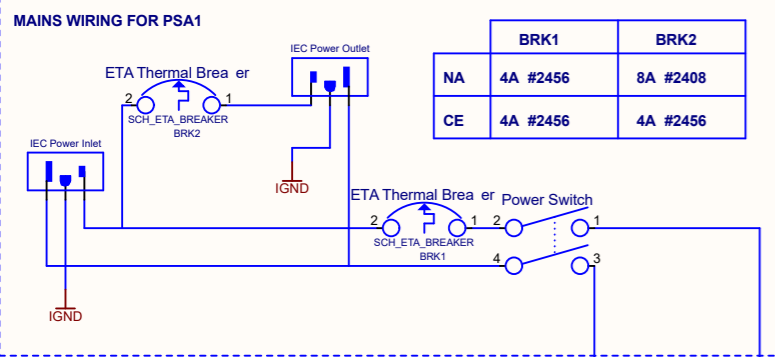 MAINS WIRING FOR PSA1
BRK1 BRK2
NA 4A #2456 8A #2408
CE 4A #2456 4A #2456
IEC Power Outlet
ETA Thermal Brea er
2 1
SCH_ETA_BREAKER
BRK2
IEC Power Inlet
IGND
ETA Thermal Brea er
Power Switch
2 1 2 1
SCH_ETA_BREAKER
BRK1
4 3
IGND